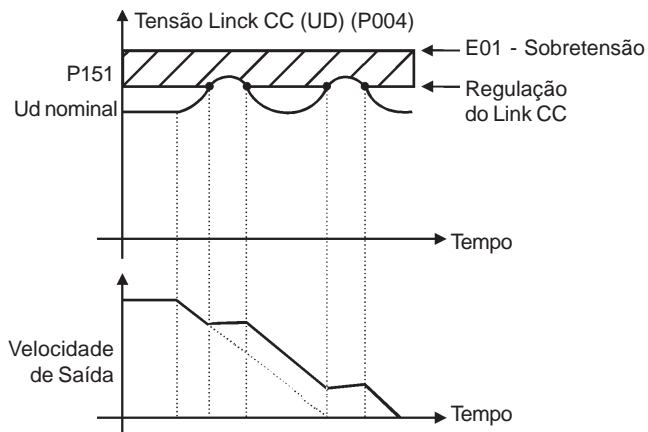 Tensão Linck CC (UD) (P004)
E01 - Sobretensão
P151
Regulação
do Link CC
Ud nominal
Tempo
Velocidade
de Saída
Tempo